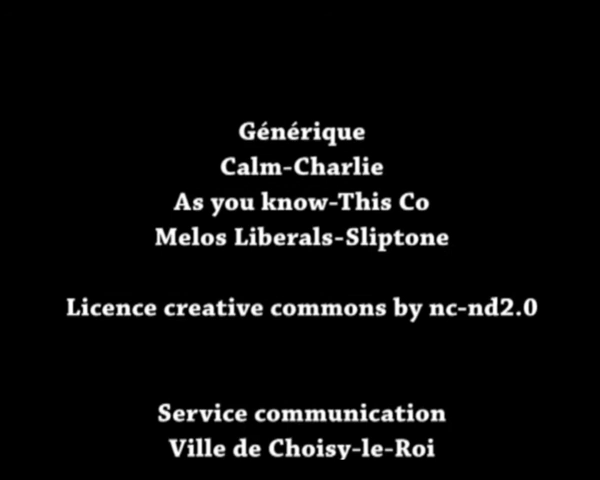 Générique
Calm-Charlie
As you know-This Co
Melos Liberals-Sliptone
Licence creative commons by nc-nd2.0
Service communication
Ville de Choisy-le-Roi